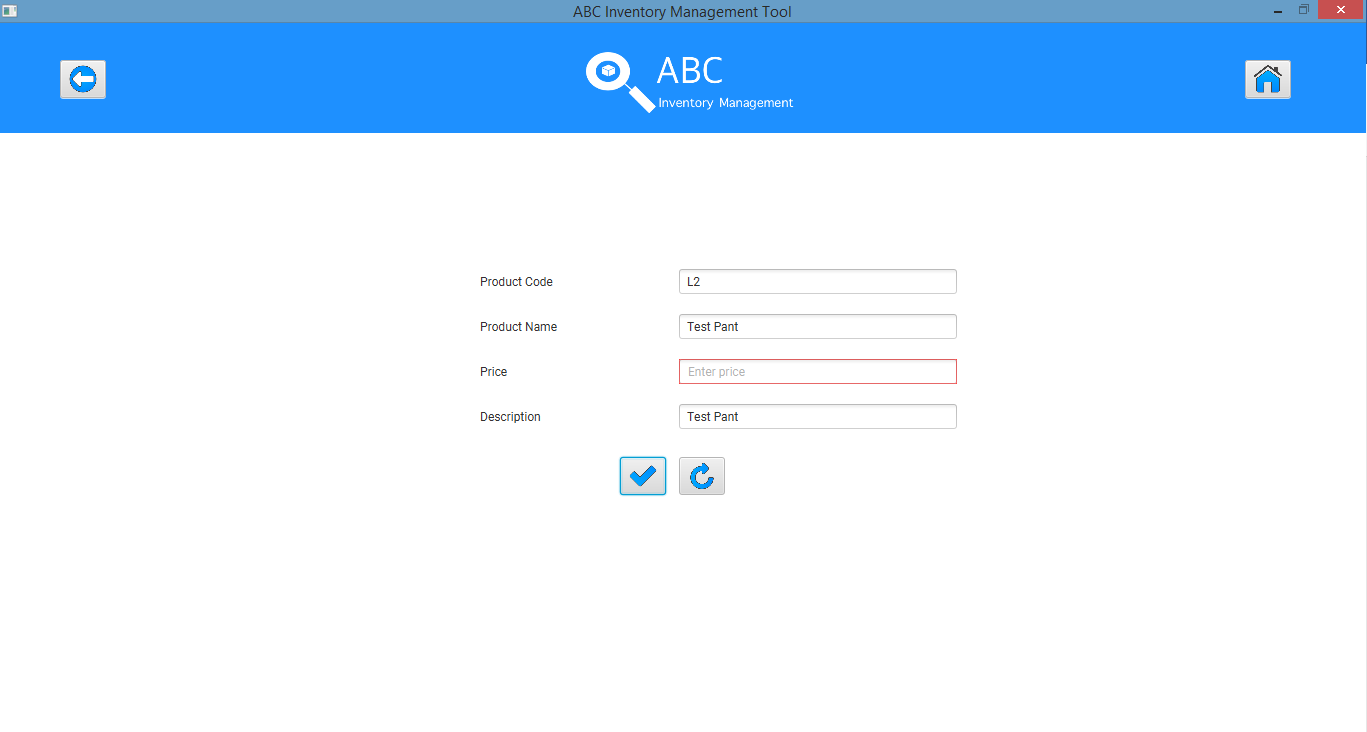 ABC Inventory Management Tool
ABC
Inventory Management
Product Code L2
Product Name Test Pant
Price Enter price
Description Test Pant